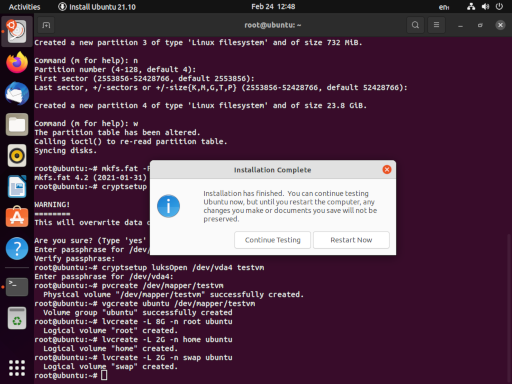 Activities
Install Ubuntu 21.10
Feb 24 12:48
en₁
root@ubuntu: ~
Created a new partition 3 of type 'Linux filesystem' and of size 732 MiB.
Command (m for help): n
Partition number (4-128, default 4):
First sector (2553856-52428766, default 2553856):
Last sector, +/-sectors or +/-size{K,M,G,T,P} (2553856-52428766, default 52428766):
Created a new partition 4 of type 'Linux filesystem' and of size 23.8 GiB.
Command (m for help): w
The partition table has been altered.
Calling ioctl() to re-read partition table.
Syncing disks.
root@ubuntu:~# mkfs.fat -F
mkfs.fat 4.2 (2021-01-31)
root@ubuntu:~# cryptsetup
WARNING!
========
This will overwrite data o
Are you sure? (Type 'yes'
Enter passphrase for /dev/
Verify passphrase:
root@ubuntu:~# cryptsetup luksOpen /dev/vda4 testvm
Enter passphrase for /dev/vda4:
root@ubuntu:~# pvcreate /dev/mapper/testvm
Physical volume "/dev/mapper/testvm" successfully created.
root@ubuntu:~# vgcreate ubuntu /dev/mapper/testvm
Volume group "ubuntu" successfully created
root@ubuntu:~# lvcreate -L 8G -n root ubuntu
Logical volume "root" created.
root@ubuntu:~# lvcreate -L 2G -n home ubuntu
Logical volume "home" created.
root@ubuntu:~# lvcreate -L 2G -n swap ubuntu
Logical volume "swap" created.
root@ubuntu:~#
Installation Complete
Installation has finished. You can continue testing
Ubuntu now, but until you restart the computer, any
changes you make or documents you save will not be
preserved.
Continue Testing
Restart Now